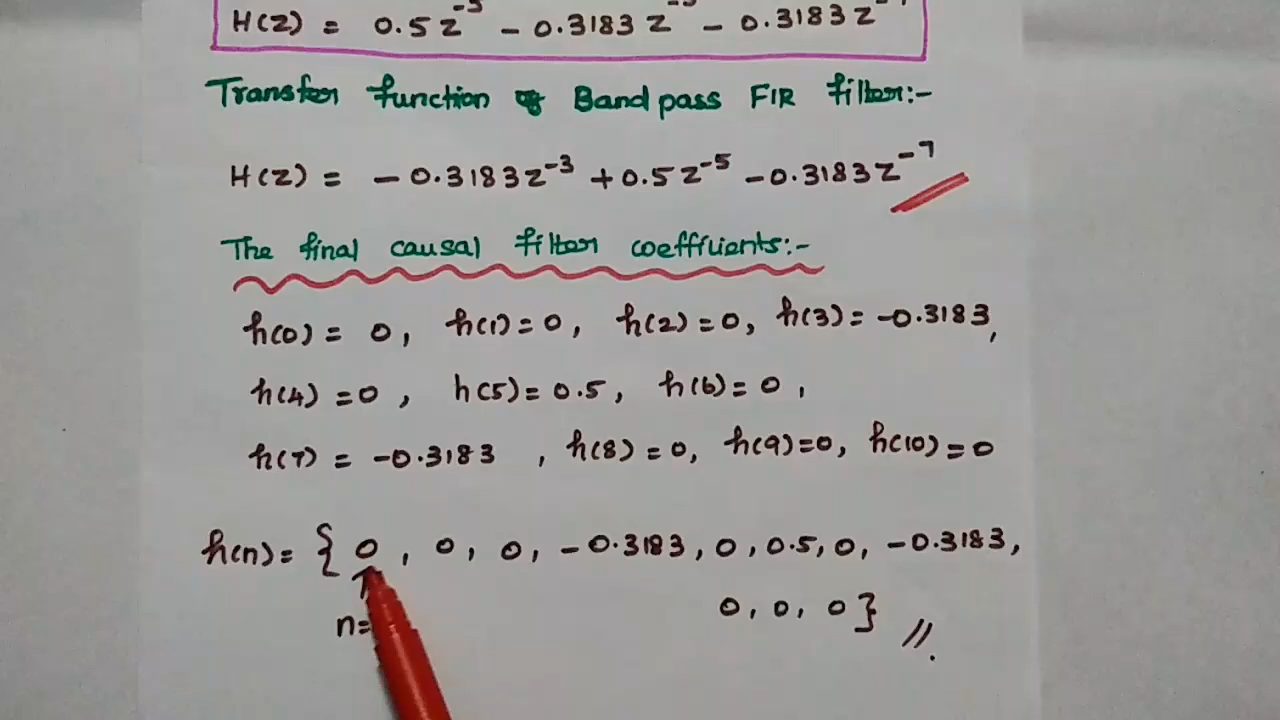 H(z) = 0.5z⁻⁵ - 0.3183 z - 0.3183 z
Transfer function of Bandpass FIR filter:-
H(z) = - 0.3183z⁻³ + 0.5z⁻⁵ - 0.3183z⁻⁷
The final causal filter coefficients:-
h(0) = 0, h(1) = 0, h(2) = 0, h(3) = -0.3183,
h(4) = 0, h(5) = 0.5, h(6) = 0,
h(7) = -0.3183, h(8) = 0, h(9) = 0, h(10) = 0
h(n) = { 0, 0, 0, -0.3183, 0, 0.5, 0, -0.3183,
↑ 0, 0, 0 } //.
n=